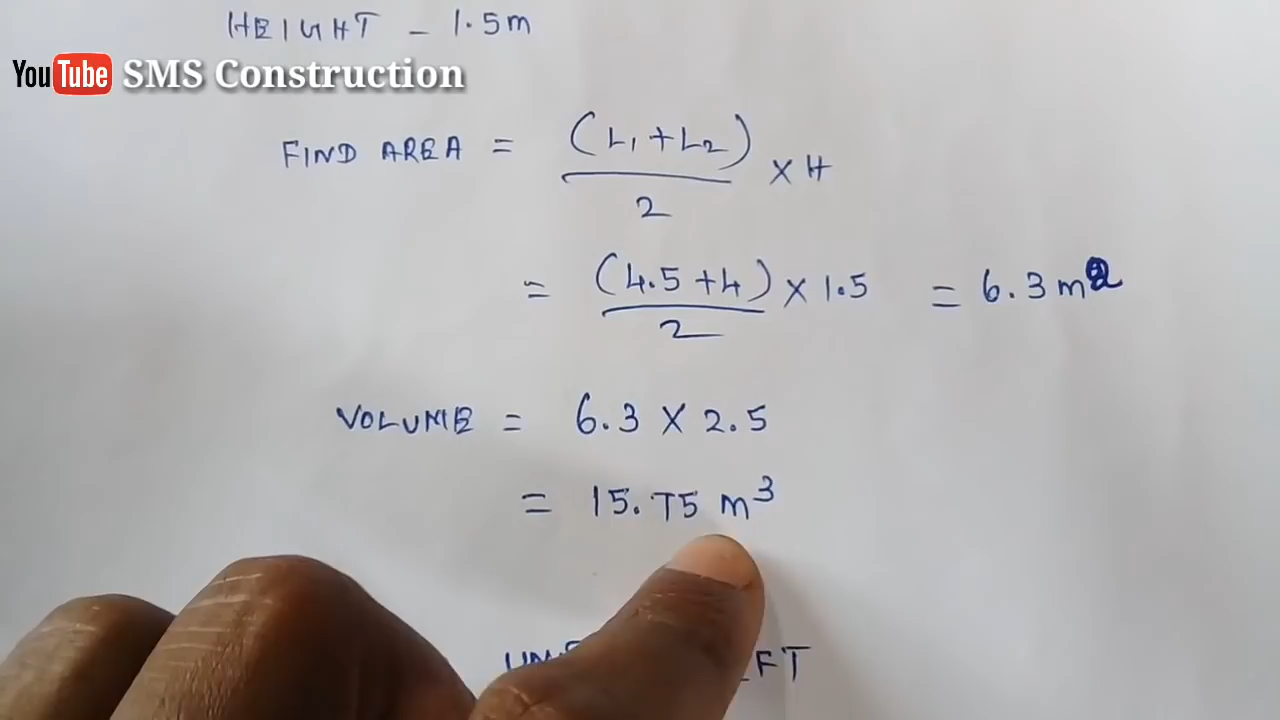 HEIGHT - 1.5m
YouTube SMS Construction
FIND AREA = (L₁+L₂)/2 × H
= (4.5+4)/2 × 1.5 = 6.3 m²
VOLUME = 6.3 × 2.5
= 15.75 m³
FT